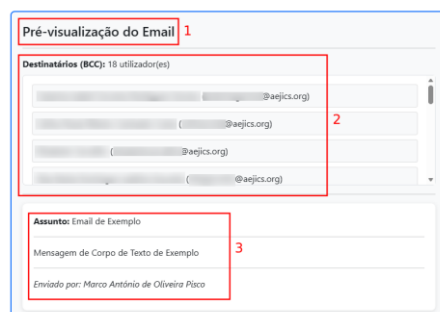 Pré-visualização do Email 1
Destinatários (BCC): 18 utilizador(es)
@aejics.org)
( @aejics.org) 2
( @aejics.org)
( @aejics.org)
Assunto: Email de Exemplo
Mensagem de Corpo de Texto de Exemplo 3
Enviado por: Marco António de Oliveira Pisco